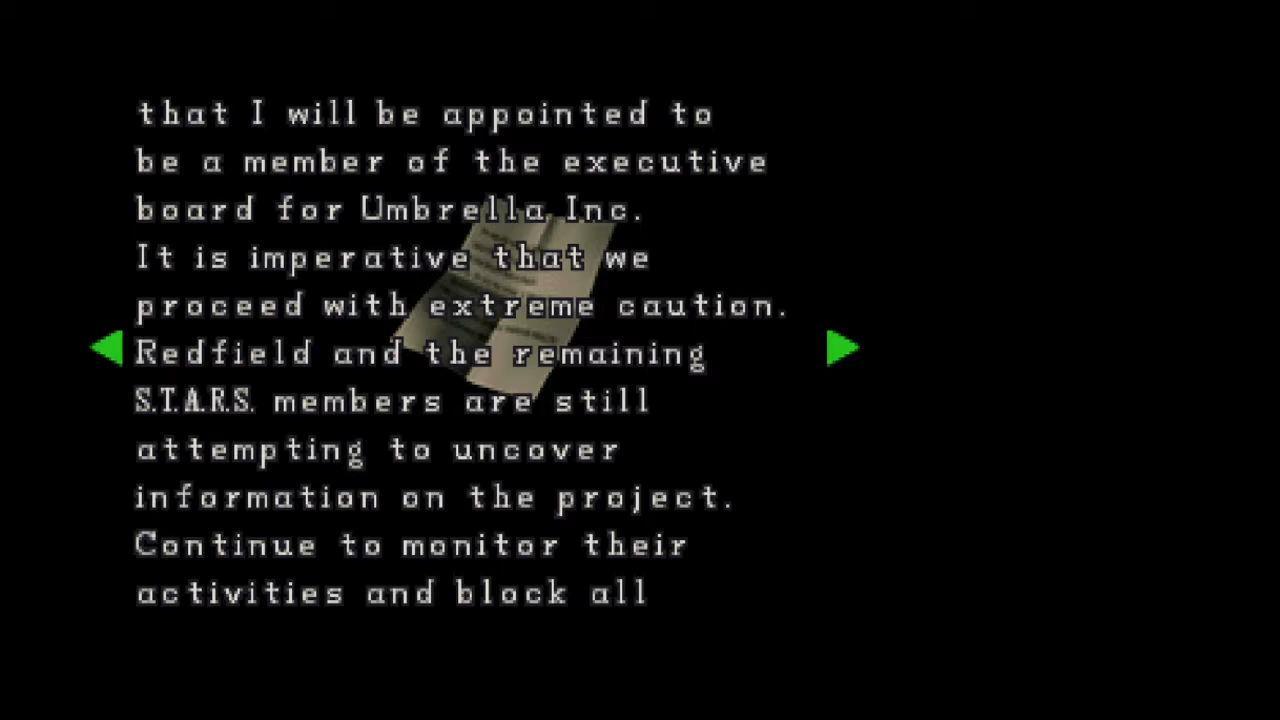 that I will be appointed to
be a member of the executive
board for Umbrella Inc.
It is imperative that we
proceed with extreme caution.
Redfield and the remaining
S.T.A.R.S. members are still
attempting to uncover
information on the project.
Continue to monitor their
activities and block all